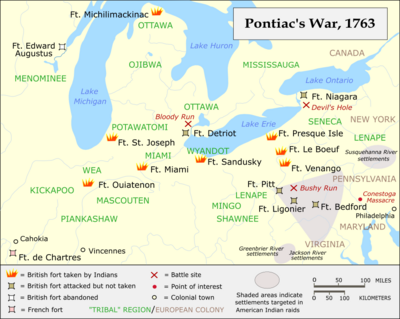 Pontiac's War, 1763
Ft. Michilimackinac
OTTAWA
Lake Huron
CANADA
Ft. Edward
Augustus
OJIBWA
MISSISSAUGA
MENOMINEE
Lake Ontario
Lake
Michigan
OTTAWA
Ft. Niagara
Bloody Run
Devil's Hole
POTAWATOMI
Lake Erie
SENECA
NEW YORK
Ft. Detriot
Ft. Presque Isle
LENAPE
Ft. St. Joseph
WYANDOT
Ft. Le Boeuf
Susquehanna River
settlements
MIAMI
Ft. Sandusky
WEA
Ft. Miami
Ft. Venango
PENNSYLVANIA
KICKAPOO
Ft. Ouiatenon
Ft. Pitt
Bushy Run
Conestoga
Massacre
MASCOUTEN
LENAPE
MINGO
Ft. Ligonier
Ft. Bedford
PIANKASHAW
SHAWNEE
Philadelphia
MARYLAND
Cahokia
VIRGINIA
Vincennes
Greenbrier River
settlements
Jackson River
settlements
Ft. de Chartres
= British fort taken by Indians
= Battle site
= British fort attacked but not taken
= Point of interest
= British fort abandoned
= Colonial town
= French fort
"TRIBAL" REGION/EUROPEAN COLONY
Shaded areas indicate
settlements targeted in
American Indian raids
0 50 100
MILES
0 50 100
KILOMETERS